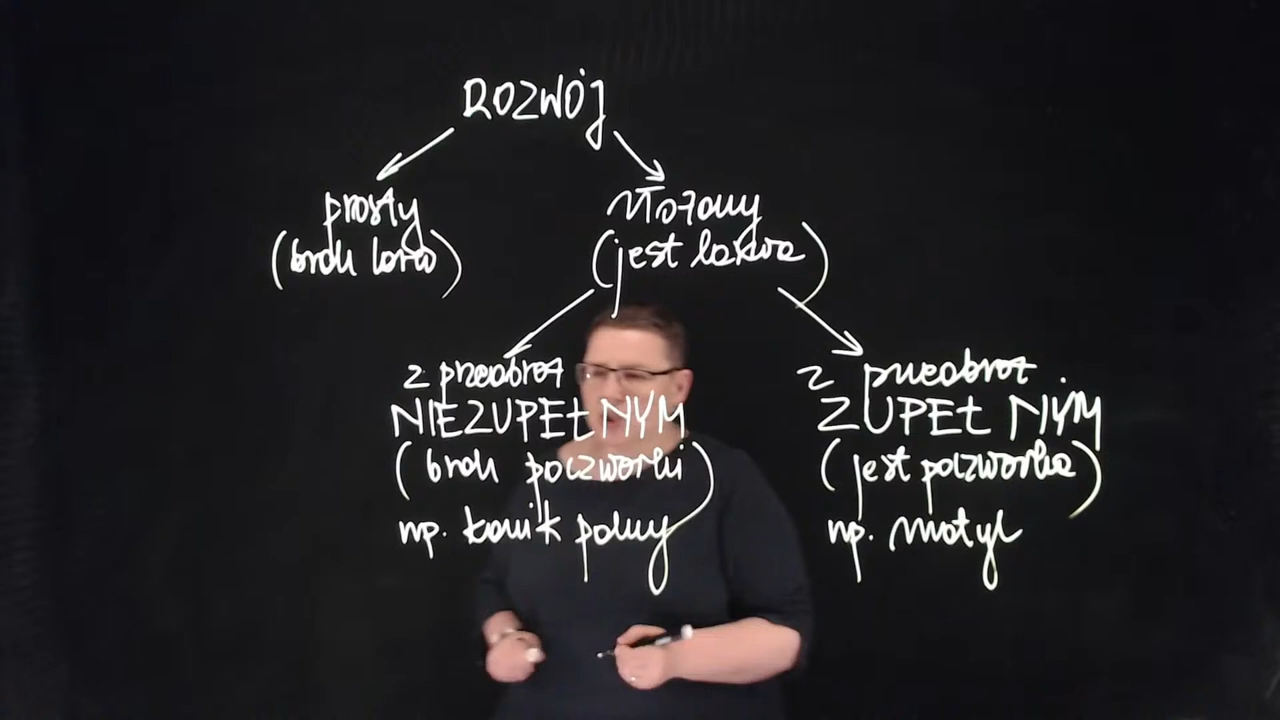 ROZWÓJ
prosty
złożony
(brak larw)
(jest larwa)
z przeobraż
NIEZUPEŁNYM
(brak poczwarki)
np. konik polny
z przeobraż.
ZUPEŁNYM
(jest poczwarka)
np. motyl